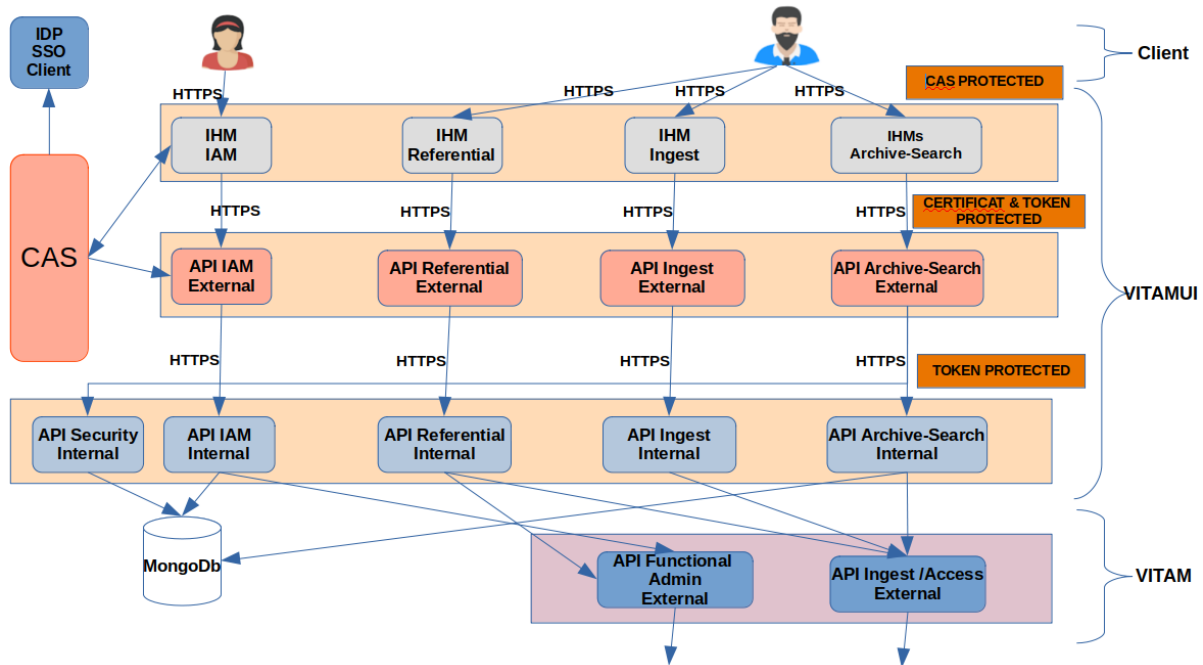 IDP
SSO
Client
Client
CAS PROTECTED
HTTPS
HTTPS
HTTPS
HTTPS
IHM
IAM
IHM
Referential
IHM
Ingest
IHMs
Archive-Search
CERTIFICAT & TOKEN
PROTECTED
HTTPS
HTTPS
HTTPS
HTTPS
CAS
API IAM
External
API Referential
External
API Ingest
External
API Archive-Search
External
VITAMUI
HTTPS
HTTPS
HTTPS
HTTPS
TOKEN PROTECTED
API Security
Internal
API IAM
Internal
API Referential
Internal
API Ingest
Internal
API Archive-Search
Internal
MongoDb
API Functional
Admin
External
API Ingest /Access
External
VITAM